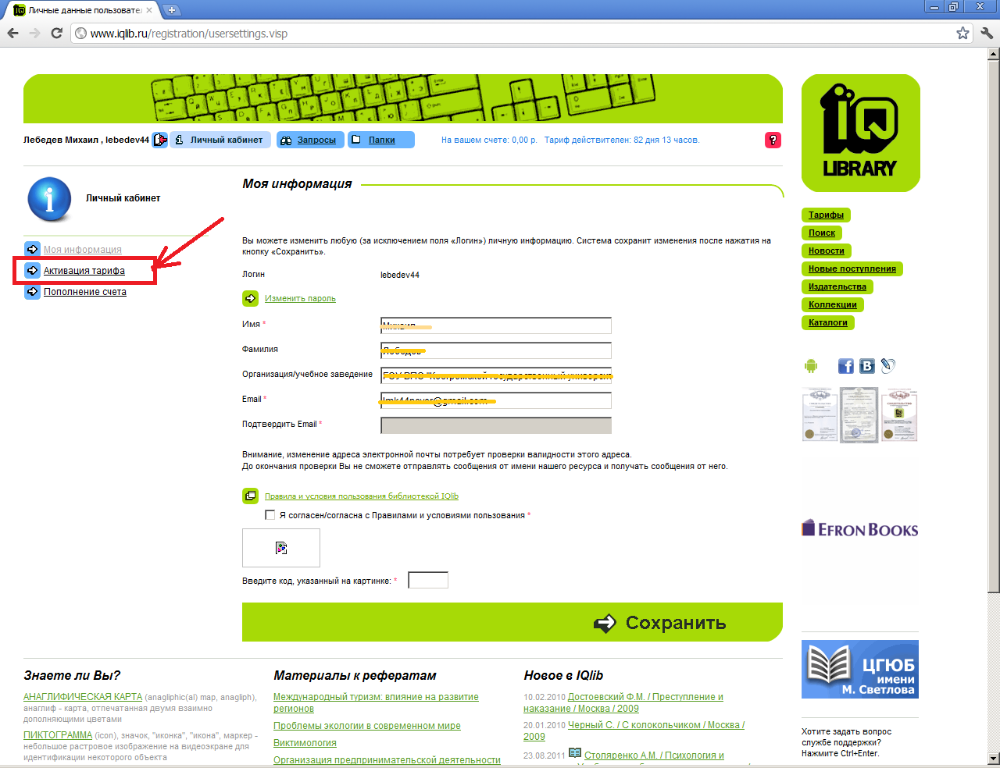 Личные данные пользовател
www.iqlib.ru/registration/usersettings.visp
Лебедев Михаил , lebedev44
Личный кабинет
Запросы
Папки
На вашем счете: 0,00 р. Тариф действителен: 82 дня 13 часов.
?
iQ
LIBRARY
Личный кабинет
Моя информация
Активация тарифа
Пополнение счета
Моя информация
Вы можете изменить любую (за исключением поля «Логин») личную информацию. Система сохранит изменения после нажатия на
кнопку «Сохранить».
Логин lebedev44
Изменить пароль
Имя *
Фамилия
Организация/учебное заведение
Email *
Подтвердить Email *
Внимание, изменение адреса электронной почты потребует проверки валидности этого адреса.
До окончания проверки Вы не сможете отправлять сообщения от имени нашего ресурса и получать сообщения от него.
Правила и условия пользования библиотекой IQlib
Я согласен/согласна с Правилами и условиями пользования *
Введите код, указанный на картинке: *
Сохранить
Тарифы
Поиск
Новости
Новые поступления
Издательства
Коллекции
Каталоги
EFRON BOOKS
ЦГЮБ
имени
М. Светлова
Хотите задать вопрос
службе поддержки?
Нажмите Ctrl+Enter.
Знаете ли Вы?
АНАГЛИФИЧЕСКАЯ КАРТА (anagliphic(al) map, anagliph),
анаглиф - карта, отпечатанная двумя взаимно
дополняющими цветами
ПИКТОГРАММА (icon), значок, "иконка", "икона", маркер -
небольшое растровое изображение на видеоэкране для
идентификации некоторого объекта
Материалы к рефератам
Международный туризм: влияние на развитие
регионов
Проблемы экологии в современном мире
Виктимология
Организация предпринимательской деятельности
Новое в IQlib
10.02.2010 Достоевский Ф.М. / Преступление и
наказание / Москва / 2009
20.01.2010 Черный С. / С колокольчиком / Москва /
2009
23.08.2011 Столяренко А.М. / Психология и